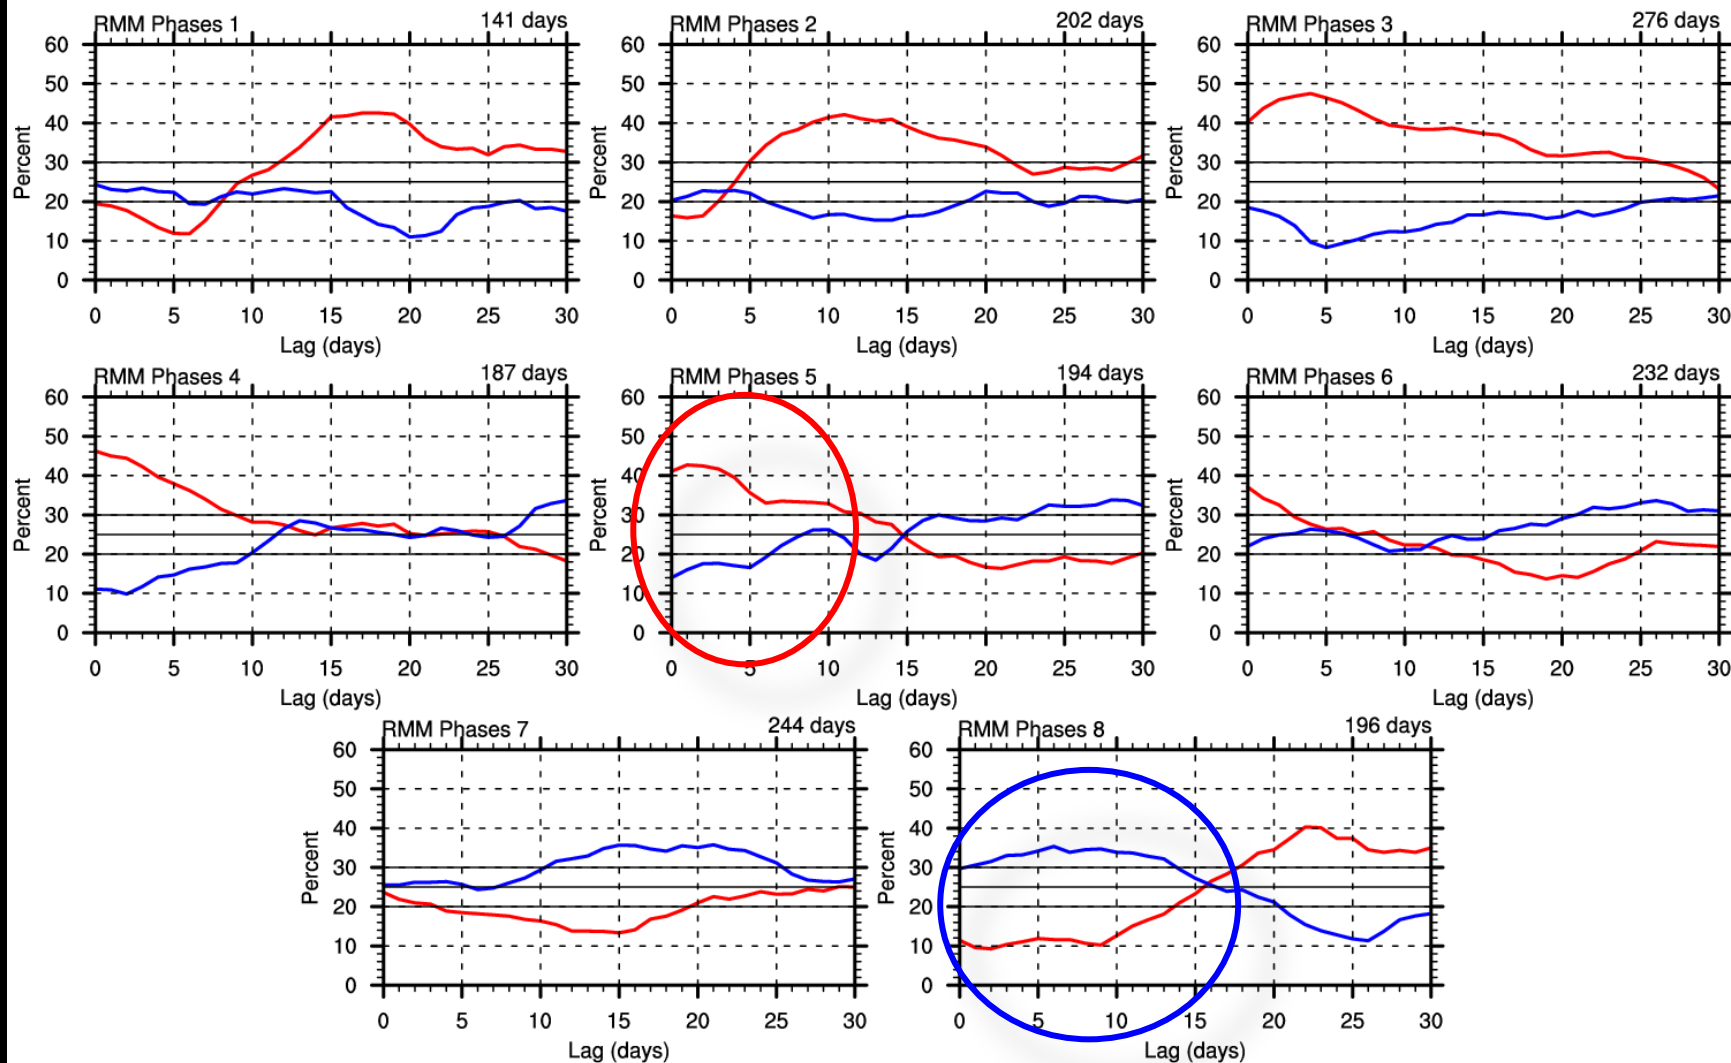 RMM Phases 1 141 days
60
50
40
30
20
10
0
Percent
0 5 10 15 20 25 30
Lag (days)
RMM Phases 2 202 days
60
50
40
30
20
10
0
Percent
0 5 10 15 20 25 30
Lag (days)
RMM Phases 3 276 days
60
50
40
30
20
10
0
Percent
0 5 10 15 20 25 30
Lag (days)
RMM Phases 4 187 days
60
50
40
30
20
10
0
Percent
0 5 10 15 20 25 30
Lag (days)
RMM Phases 5 194 days
60
50
40
30
20
10
0
Percent
0 5 10 15 20 25 30
Lag (days)
RMM Phases 6 232 days
60
50
40
30
20
10
0
Percent
0 5 10 15 20 25 30
Lag (days)
RMM Phases 7 244 days
60
50
40
30
20
10
0
Percent
0 5 10 15 20 25 30
Lag (days)
RMM Phases 8 196 days
60
50
40
30
20
10
0
Percent
0 5 10 15 20 25 30
Lag (days)